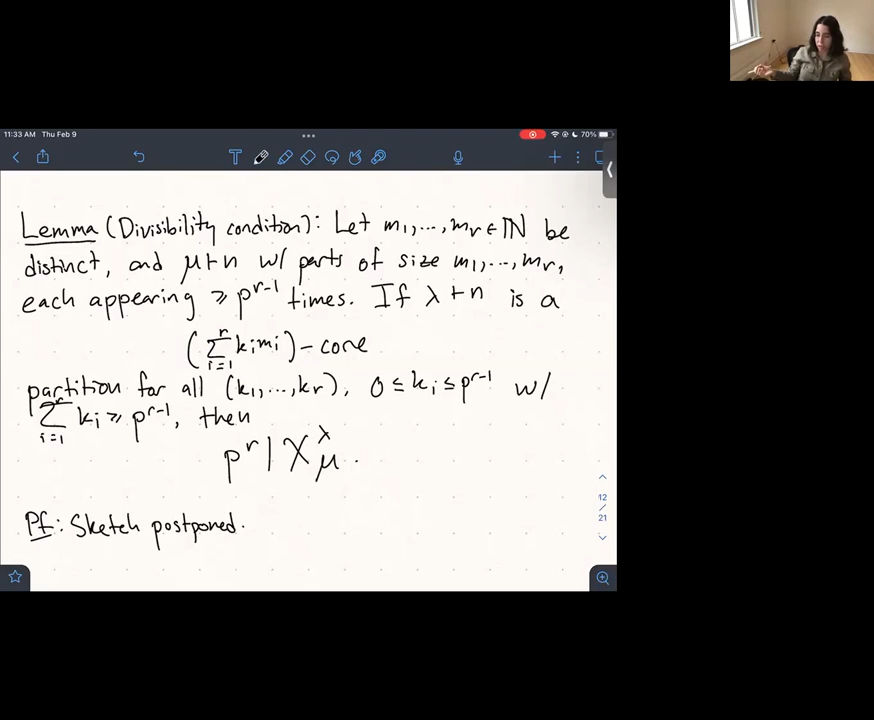 11:33 AM Thu Feb 9
70%
Lemma (Divisibility condition): Let m₁,...,mᵣ ∈ ℕ be
distinct, and μ ⊢ n w/ parts of size m₁,...,mᵣ,
each appearing ≥ p^{r-1} times. If λ ⊢ n is a
(∑_{i=1}^{r} kᵢmᵢ)-core
partition for all (k₁,...,kᵣ), 0 ≤ kᵢ ≤ p^{r-1} w/
∑_{i=1}^{r} kᵢ ≥ p^{r-1}, then
p^r | χ^λ_μ.
12
/
21
Pf: Sketch postponed.